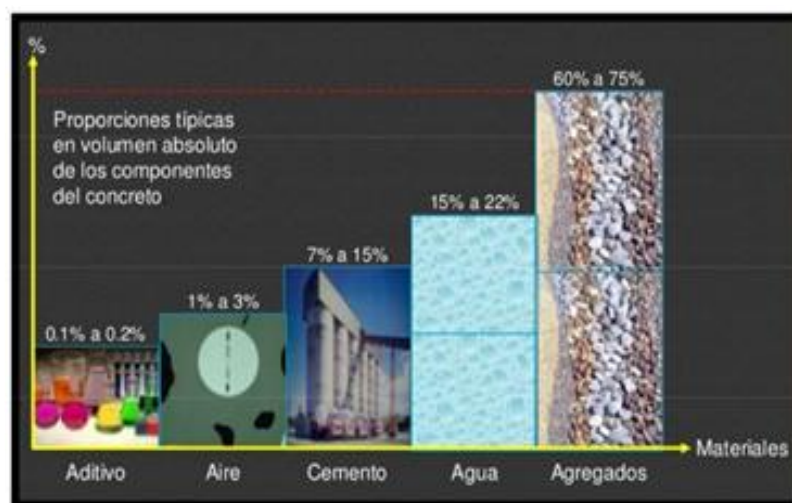 %
60% a 75%
Proporciones típicas
en volumen absoluto
de los componentes
del concreto
15% a 22%
7% a 15%
1% a 3%
0.1% a 0.2%
Materiales
Aditivo
Aire
Cemento
Agua
Agregados